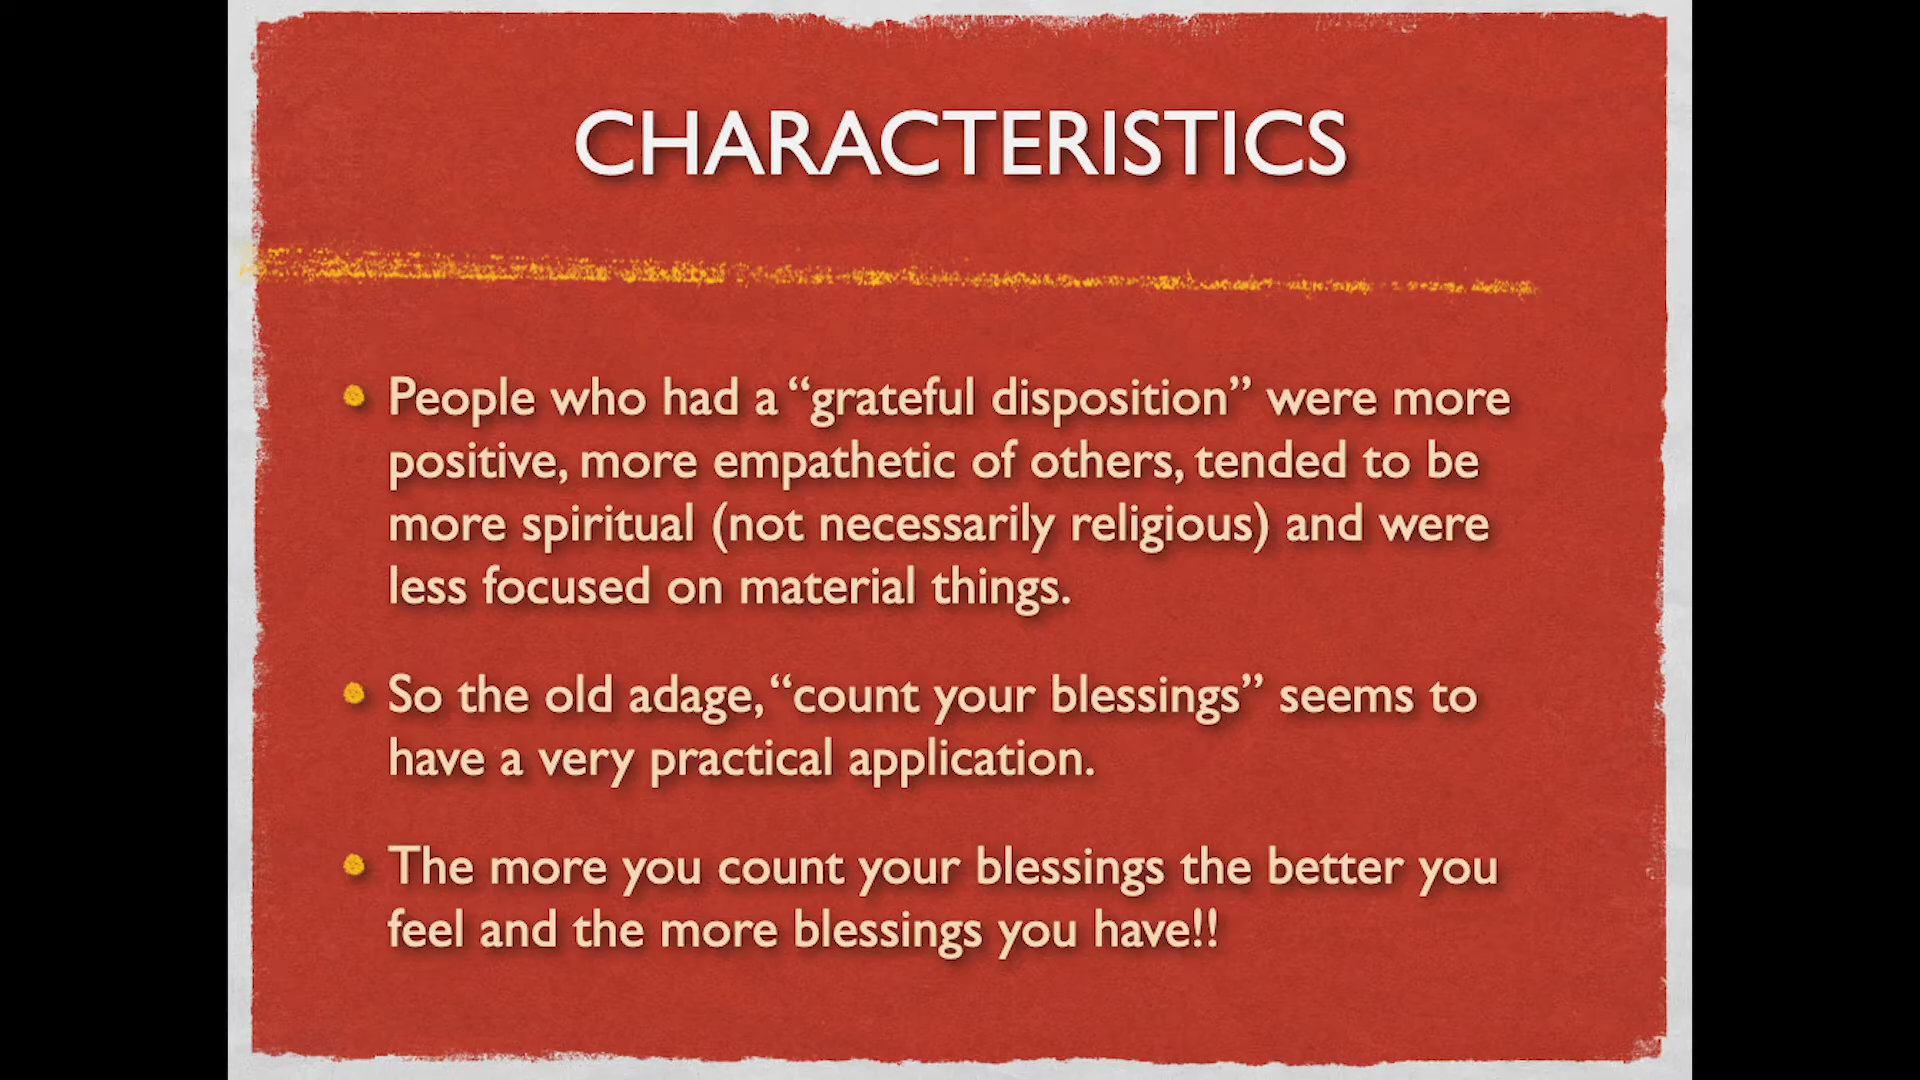 CHARACTERISTICS
People who had a “grateful disposition” were more
positive, more empathetic of others, tended to be
more spiritual (not necessarily religious) and were
less focused on material things.
So the old adage, “count your blessings” seems to
have a very practical application.
The more you count your blessings the better you
feel and the more blessings you have!!